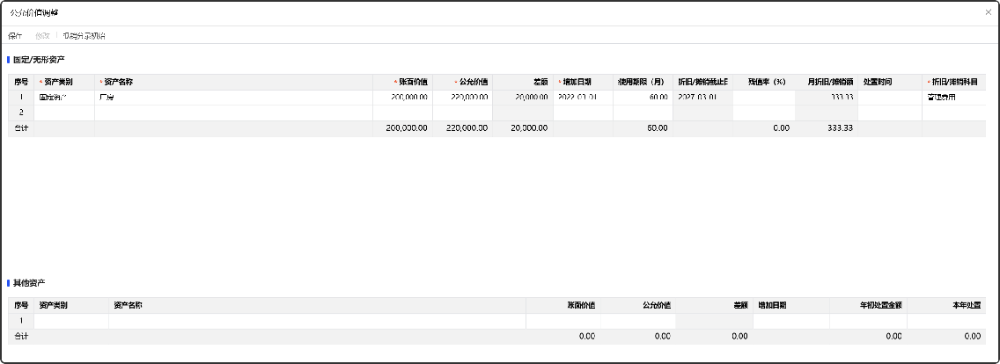 公允价值调整
保存 修改 抵销分录初始
固定/无形资产
序号 * 资产类别 * 资产名称 * 账面价值 * 公允价值 差额 * 增加日期 使用期限（月） 折旧/摊销截止日 残值率（%） 月折旧/摊销额 处置时间 * 折旧/摊销科目
1 固定资产 厂房 200,000.00 220,000.00 20,000.00 2022-03-01 60.00 2027-03-01 333.33 管理费用
2
合计 200,000.00 220,000.00 20,000.00 60.00 0.00 333.33
其他资产
序号 资产类别 资产名称 账面价值 公允价值 差额 增加日期 年初处置金额 本年处置
1
合计 0.00 0.00 0.00 0.00 0.00